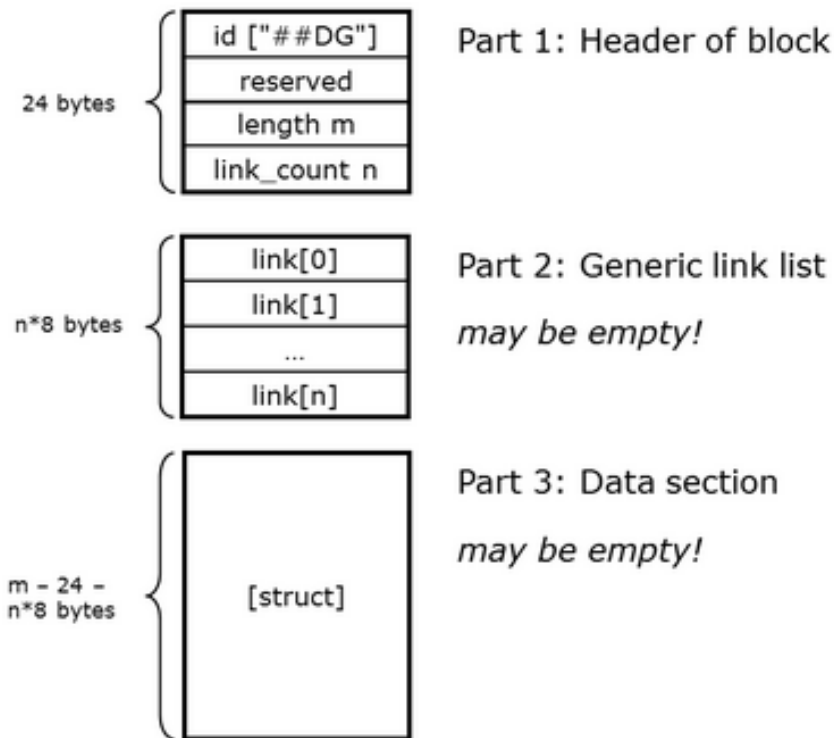 id ["##DG"]
Part 1: Header of block
reserved
24 bytes
length m
link_count n
link[0]
Part 2: Generic link list
link[1]
n*8 bytes
may be empty!
...
link[n]
Part 3: Data section
may be empty!
m – 24 –
n*8 bytes
[struct]